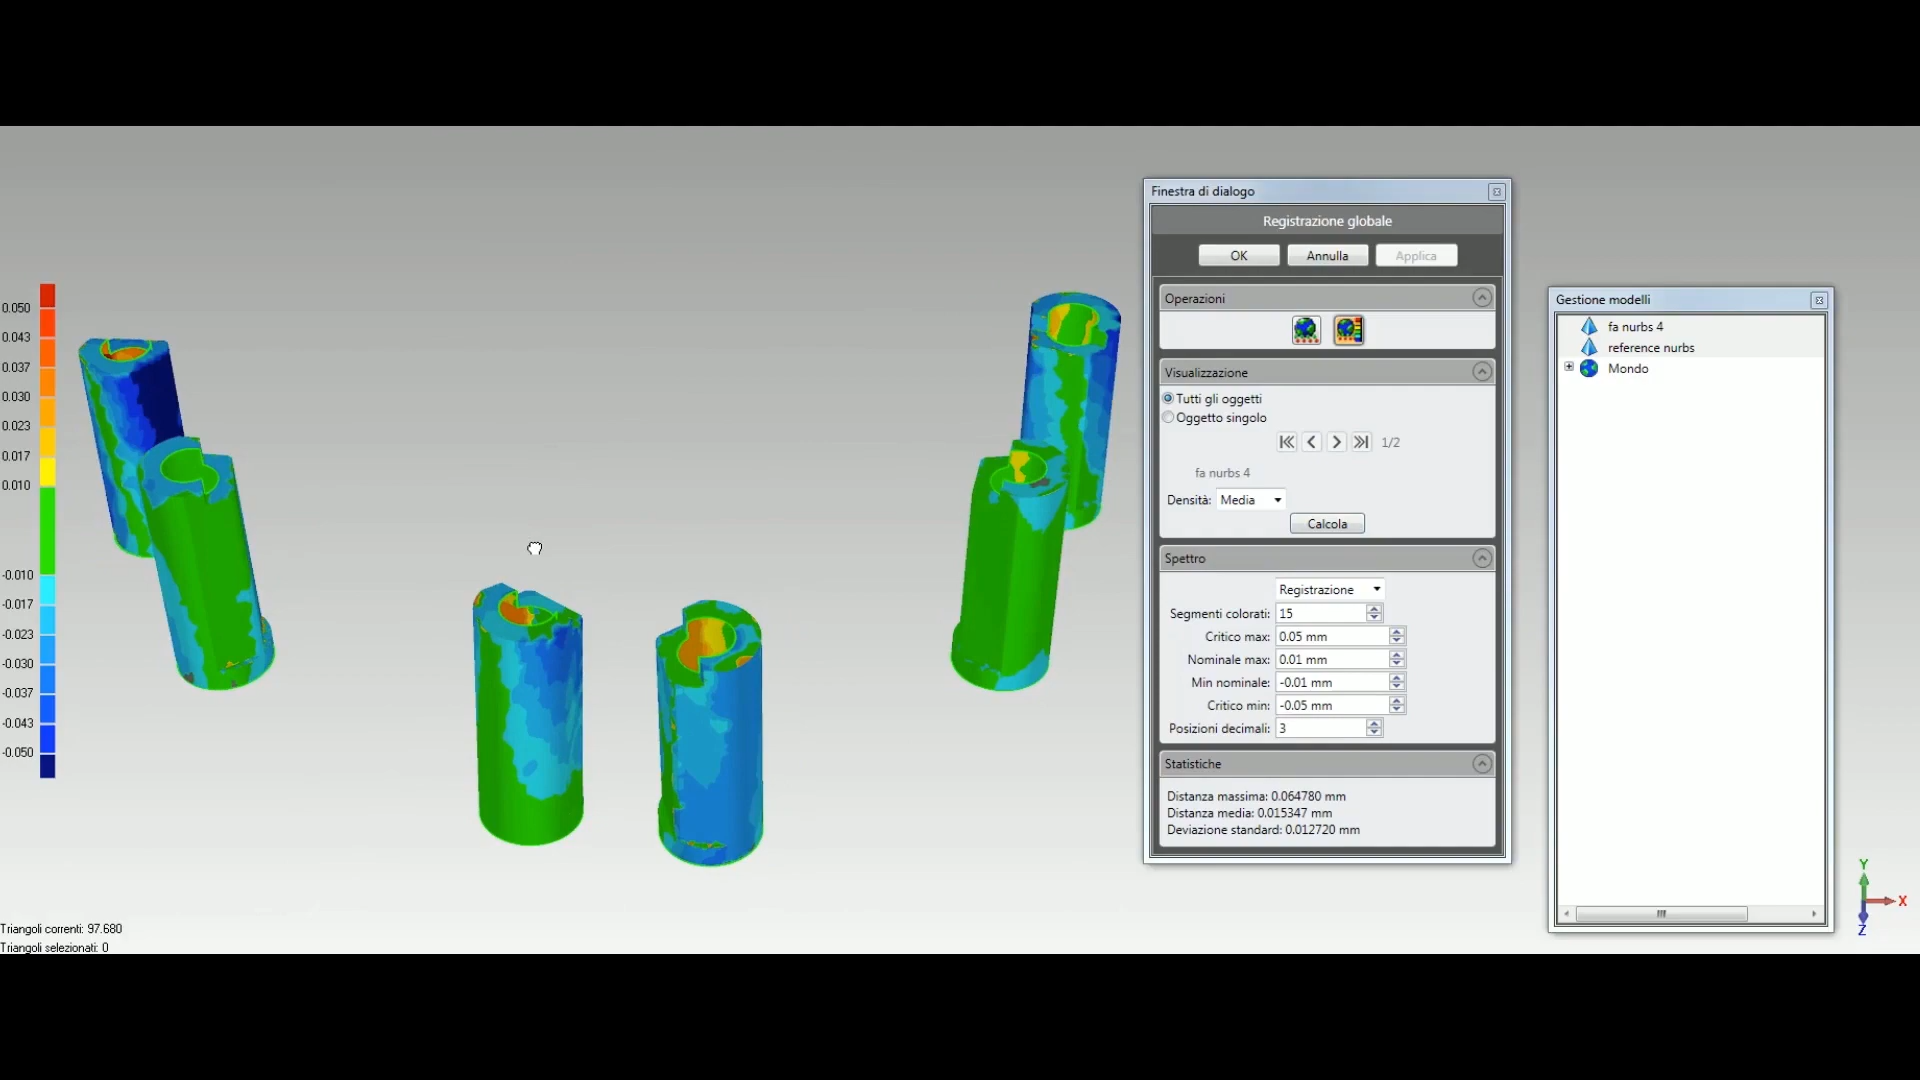 0.050
0.043
0.037
0.030
0.023
0.017
0.010
-0.010
-0.017
-0.023
-0.030
-0.037
-0.043
-0.050
Triangoli correnti: 97.680
Triangoli selezionati: 0
Finestra di dialogo
Registrazione globale
OK Annulla Applica
Operazioni
Visualizzazione
Tutti gli oggetti
Oggetto singolo
1/2
fa nurbs 4
Densità: Media
Calcola
Spettro
Registrazione
Segmenti colorati: 15
Critico max: 0.05 mm
Nominale max: 0.01 mm
Min nominale: -0.01 mm
Critico min: -0.05 mm
Posizioni decimali: 3
Statistiche
Distanza massima: 0.064780 mm
Distanza media: 0.015347 mm
Deviazione standard: 0.012720 mm
Gestione modelli
fa nurbs 4
reference nurbs
Mondo
Y
X
Z